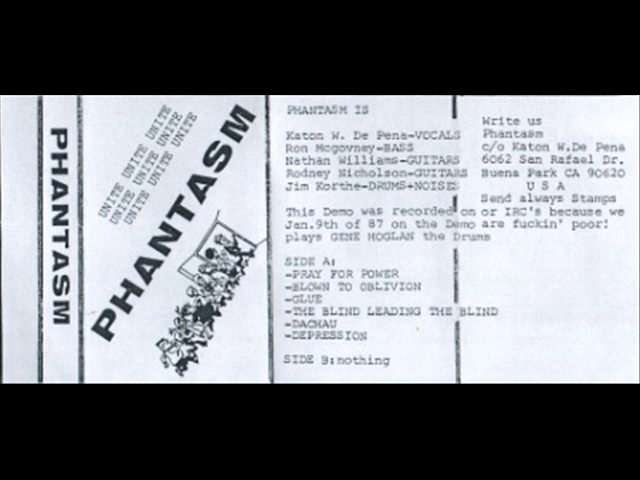 PHANTASM
UNITE UNITE UNITE
UNITE UNITE UNITE
UNITE UNITE UNITE
PHANTASM
PHANTASM IS
Katon W. De Pena-VOCALS
Ron Mcgovney-BASS
Nathan Williams-GUITARS
Rodney Nicholson-GUITARS
Jim Korthe-DRUMS+NOISES
This Demo was recorded on
Jan.9th of 87 on the Demo
plays GENE HOGLAN the Drums
SIDE A:
-PRAY FOR POWER
-BLOWN TO OBLIVION
-GLUE
-THE BLIND LEADING THE BLIND
-DACHAU
-DEPRESSION
SIDE B:nothing
Write us
Phantasm
c/o Katon W.De Pena
6062 San Rafael Dr.
Buena Park CA 90620
U S A
Send always Stamps
or IRC's because we
are fuckin' poor!